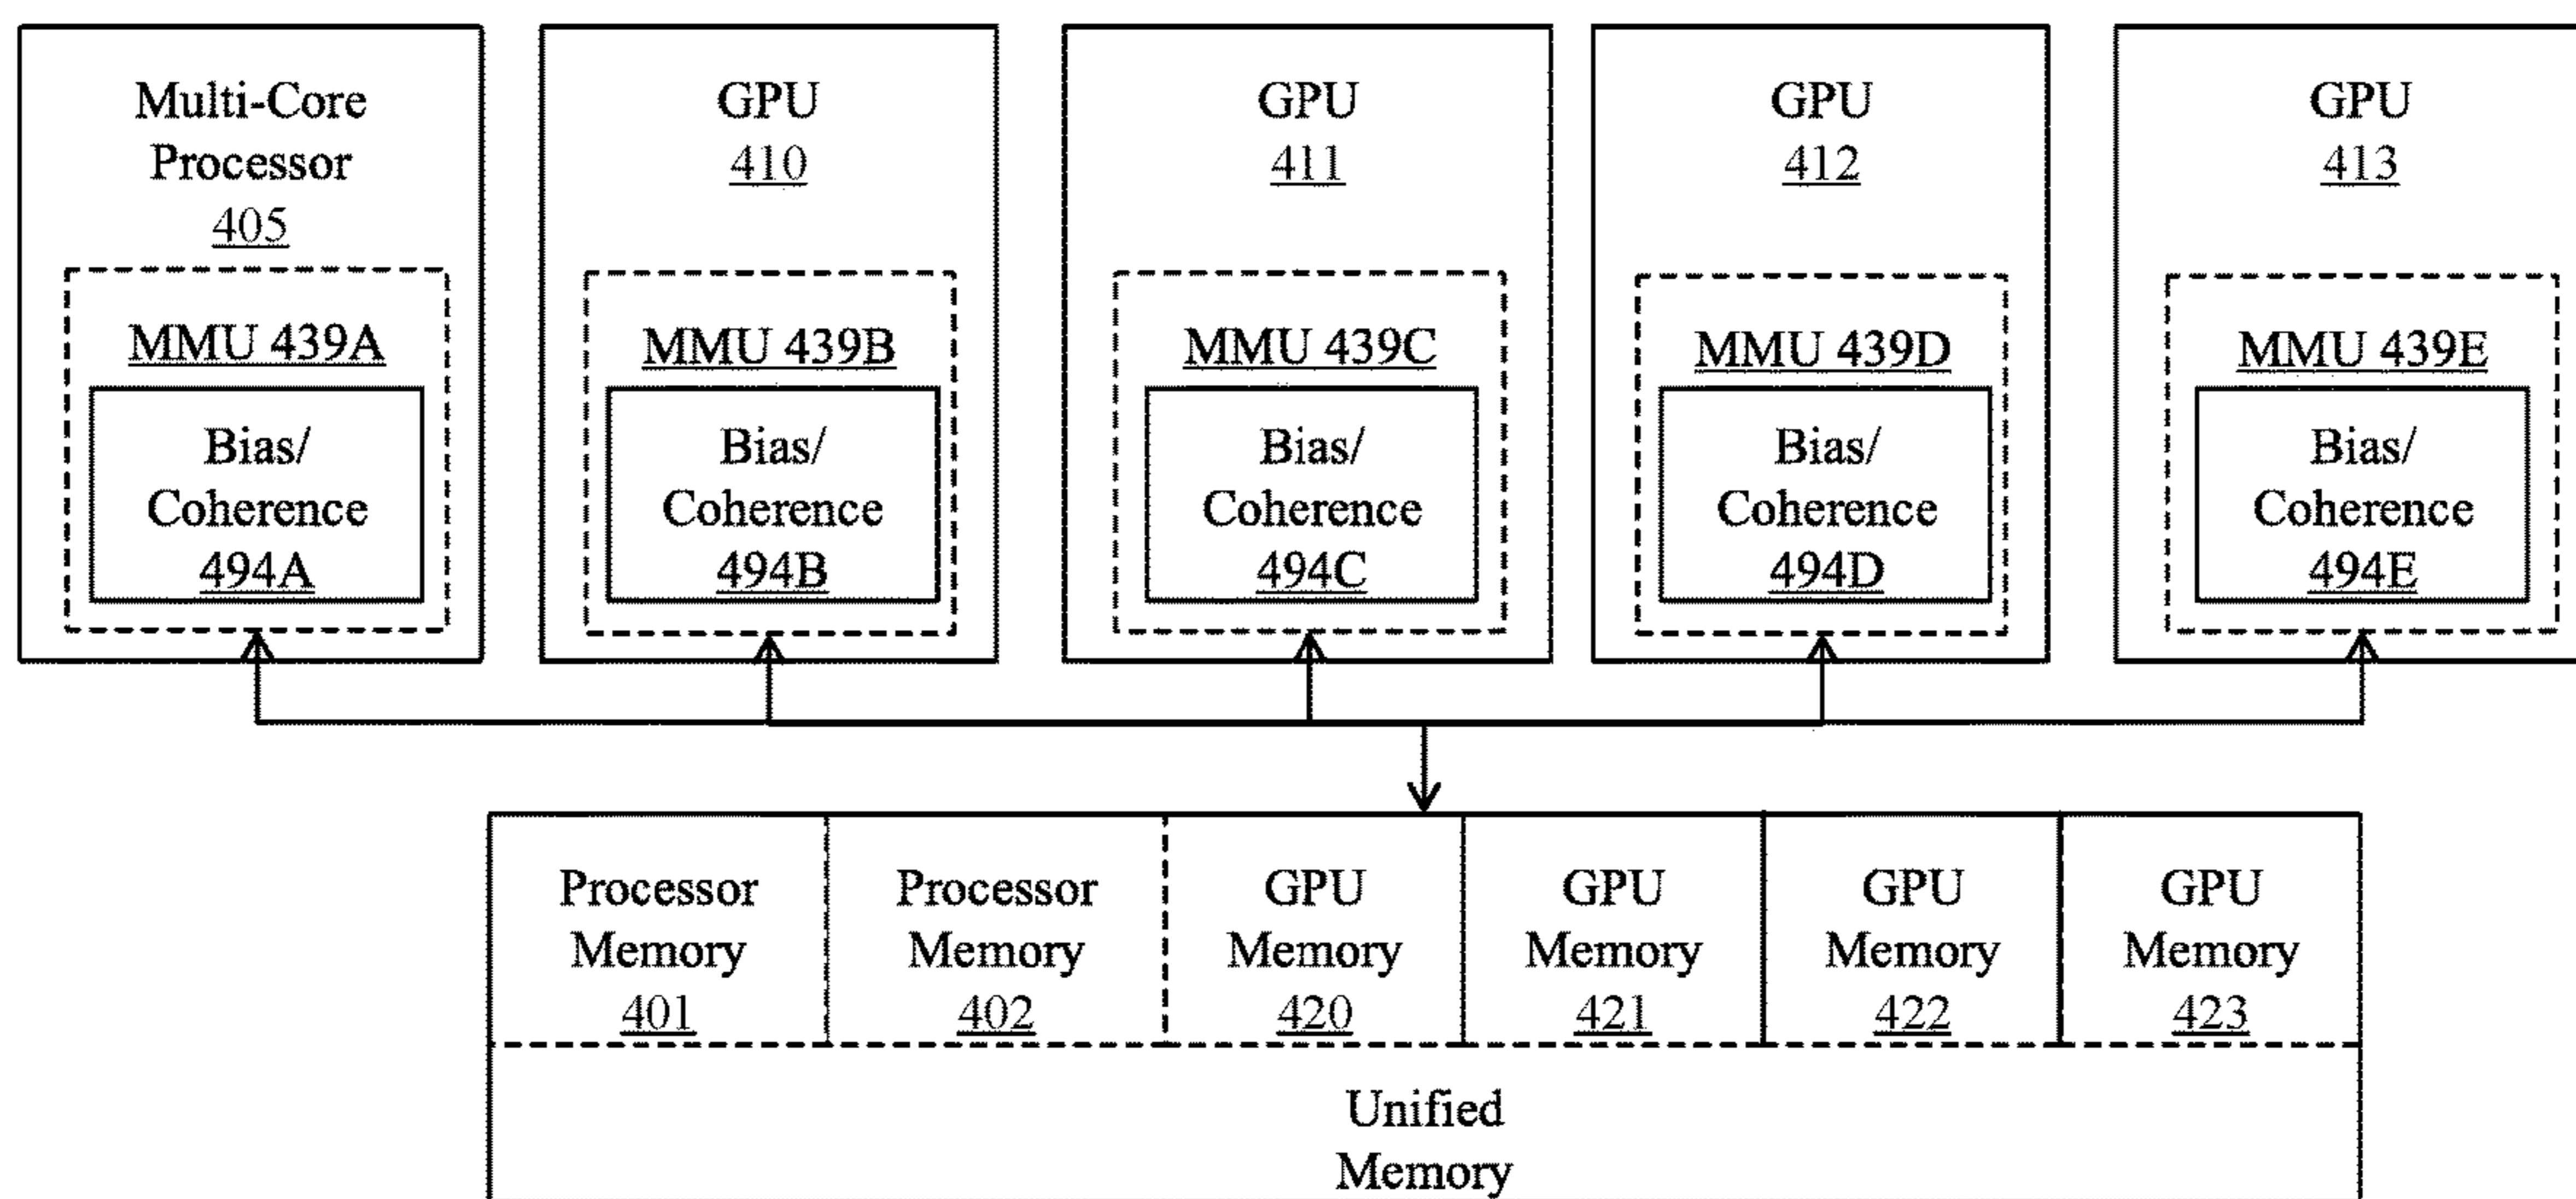 Multi-Core
Processor
405
MMU 439A
Bias/
Coherence
494A
GPU
410
MMU 439B
Bias/
Coherence
494B
GPU
411
MMU 439C
Bias/
Coherence
494C
GPU
412
MMU 439D
Bias/
Coherence
494D
GPU
413
MMU 439E
Bias/
Coherence
494E
Processor
Memory
401
Processor
Memory
402
GPU
Memory
420
GPU
Memory
421
GPU
Memory
422
GPU
Memory
423
Unified
Memory